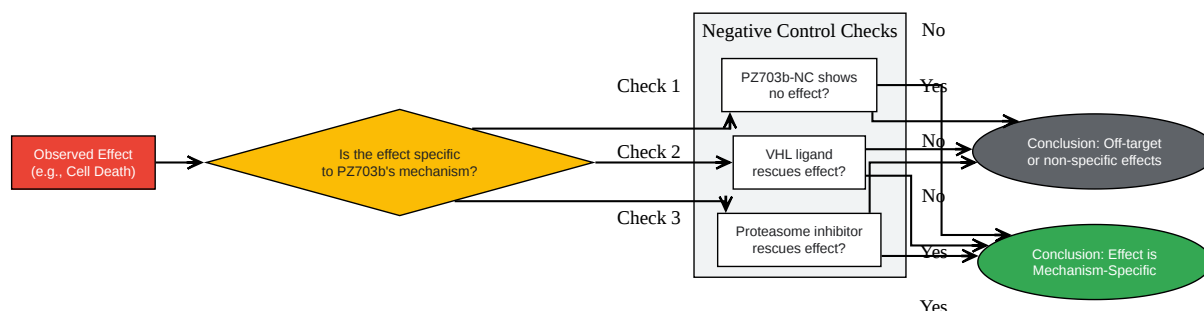 Observed Effect
(e.g., Cell Death)
Is the effect specific
to PZ703b's mechanism?
Check 1
Check 2
Check 3
Negative Control Checks
PZ703b-NC shows
no effect?
VHL ligand
rescues effect?
Proteasome inhibitor
rescues effect?
No
Yes
No
No
Yes
Yes
Conclusion: Off-target
or non-specific effects
Conclusion: Effect is
Mechanism-Specific